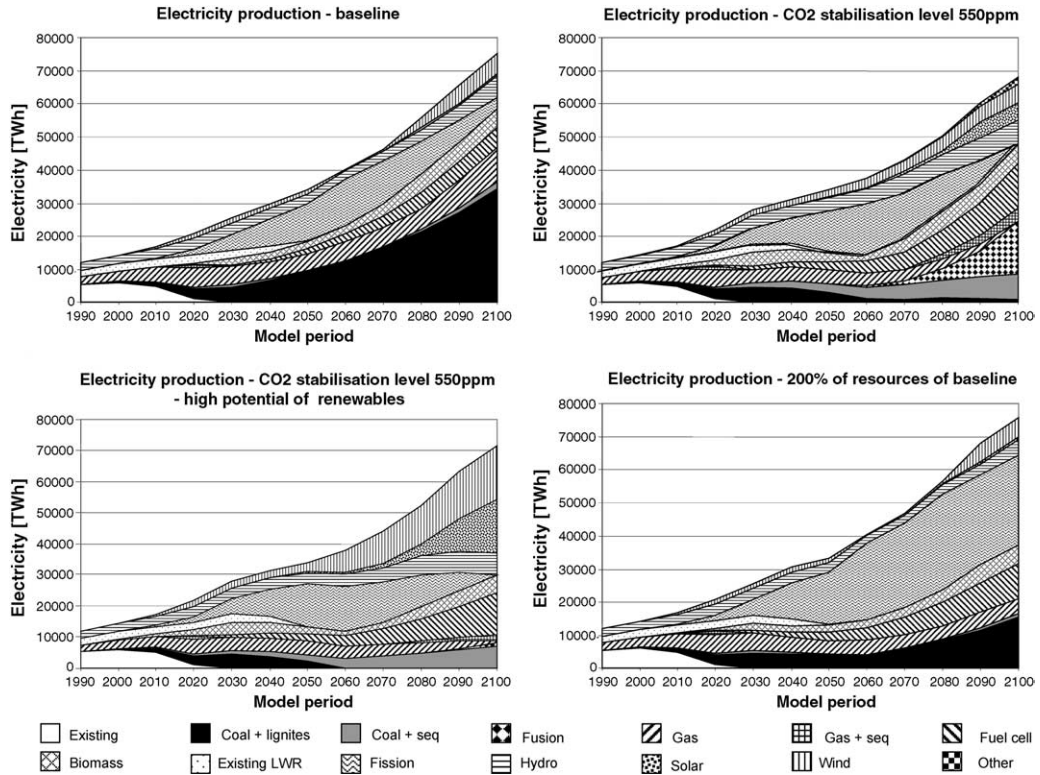 Electricity production - baseline
Electricity [TWh]
80000
70000
60000
50000
40000
30000
20000
10000
0
1990 2000 2010 2020 2030 2040 2050 2060 2070 2080 2090 2100
Model period
Electricity production - CO2 stabilisation level 550ppm
Electricity [TWh]
80000
70000
60000
50000
40000
30000
20000
10000
0
1990 2000 2010 2020 2030 2040 2050 2060 2070 2080 2090 2100
Model period
Electricity production - CO2 stabilisation level 550ppm
- high potential of renewables
Electricity [TWh]
80000
70000
60000
50000
40000
30000
20000
10000
0
1990 2000 2010 2020 2030 2040 2050 2060 2070 2080 2090 2100
Model period
Electricity production - 200% of resources of baseline
Electricity [TWh]
80000
70000
60000
50000
40000
30000
20000
10000
0
1990 2000 2010 2020 2030 2040 2050 2060 2070 2080 2090 2100
Model period
Existing Coal + lignites Coal + seq Fusion Gas Gas + seq Fuel cell
Biomass Existing LWR Fission Hydro Solar Wind Other